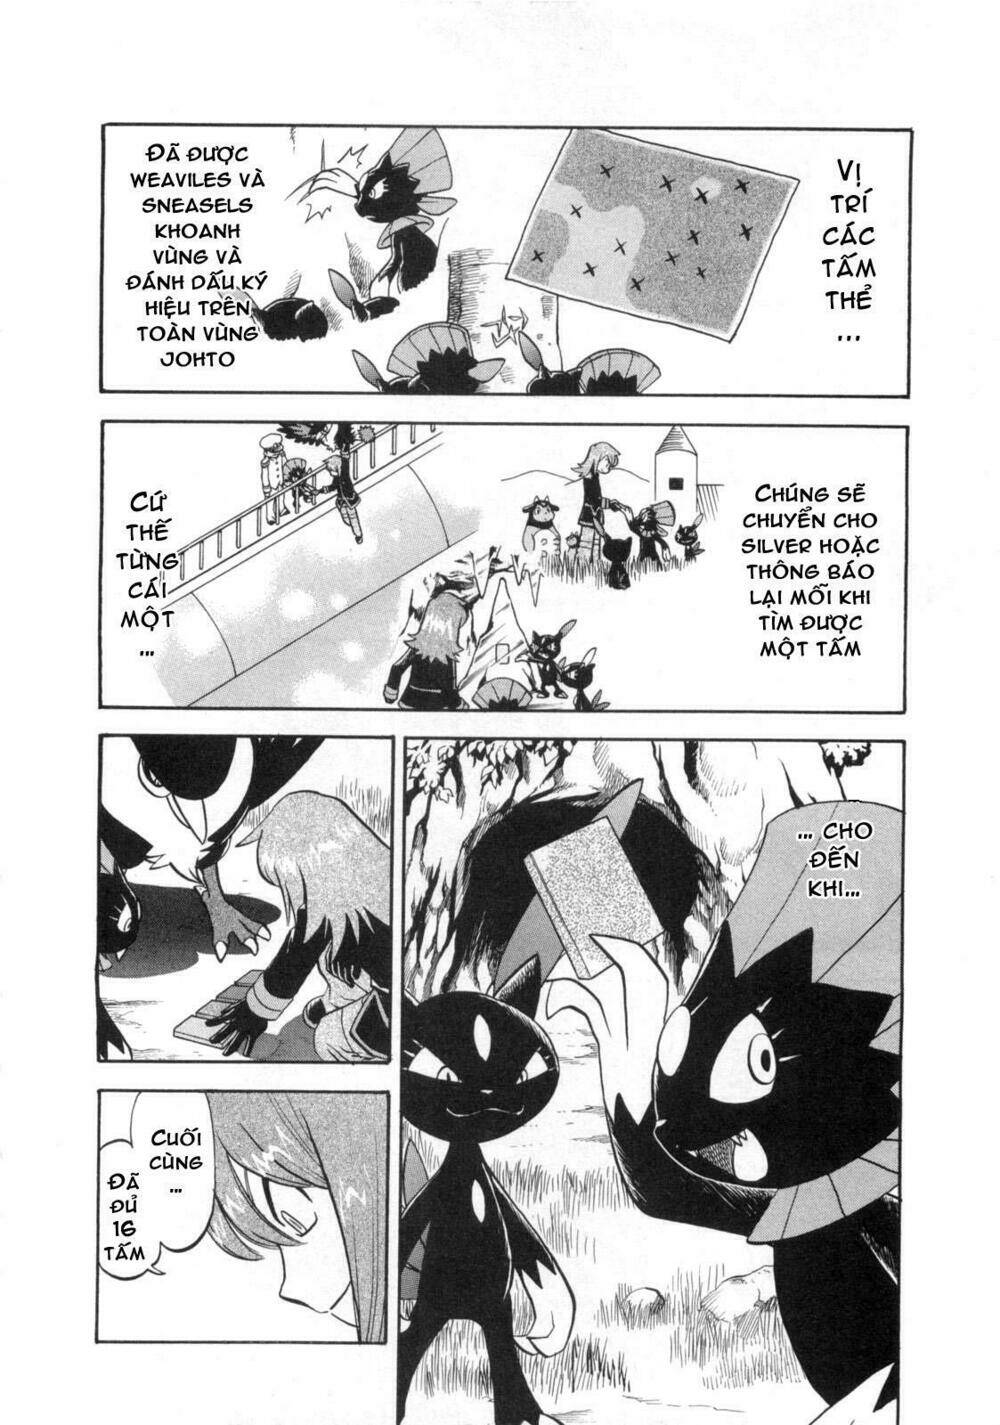 VỊ
TRÍ
CÁC
TẤM
THẺ
...
ĐÃ ĐƯỢC
WEAVILES VÀ
SNEASELS
KHOANH
VÙNG VÀ
ĐÁNH DẤU KÝ
HIỆU TRÊN
TOÀN VÙNG
JOHTO
CHÚNG SẼ
CHUYỂN CHO
SILVER HOẶC
THÔNG BÁO
LẠI MỖI KHI
TÌM ĐƯỢC
MỘT TẤM
CỨ
THẾ
TỪNG
CÁI
MỘT
...
... CHO
ĐẾN
KHI...
CUỐI
CÙNG
...
ĐÃ
ĐỦ
16
TẤM